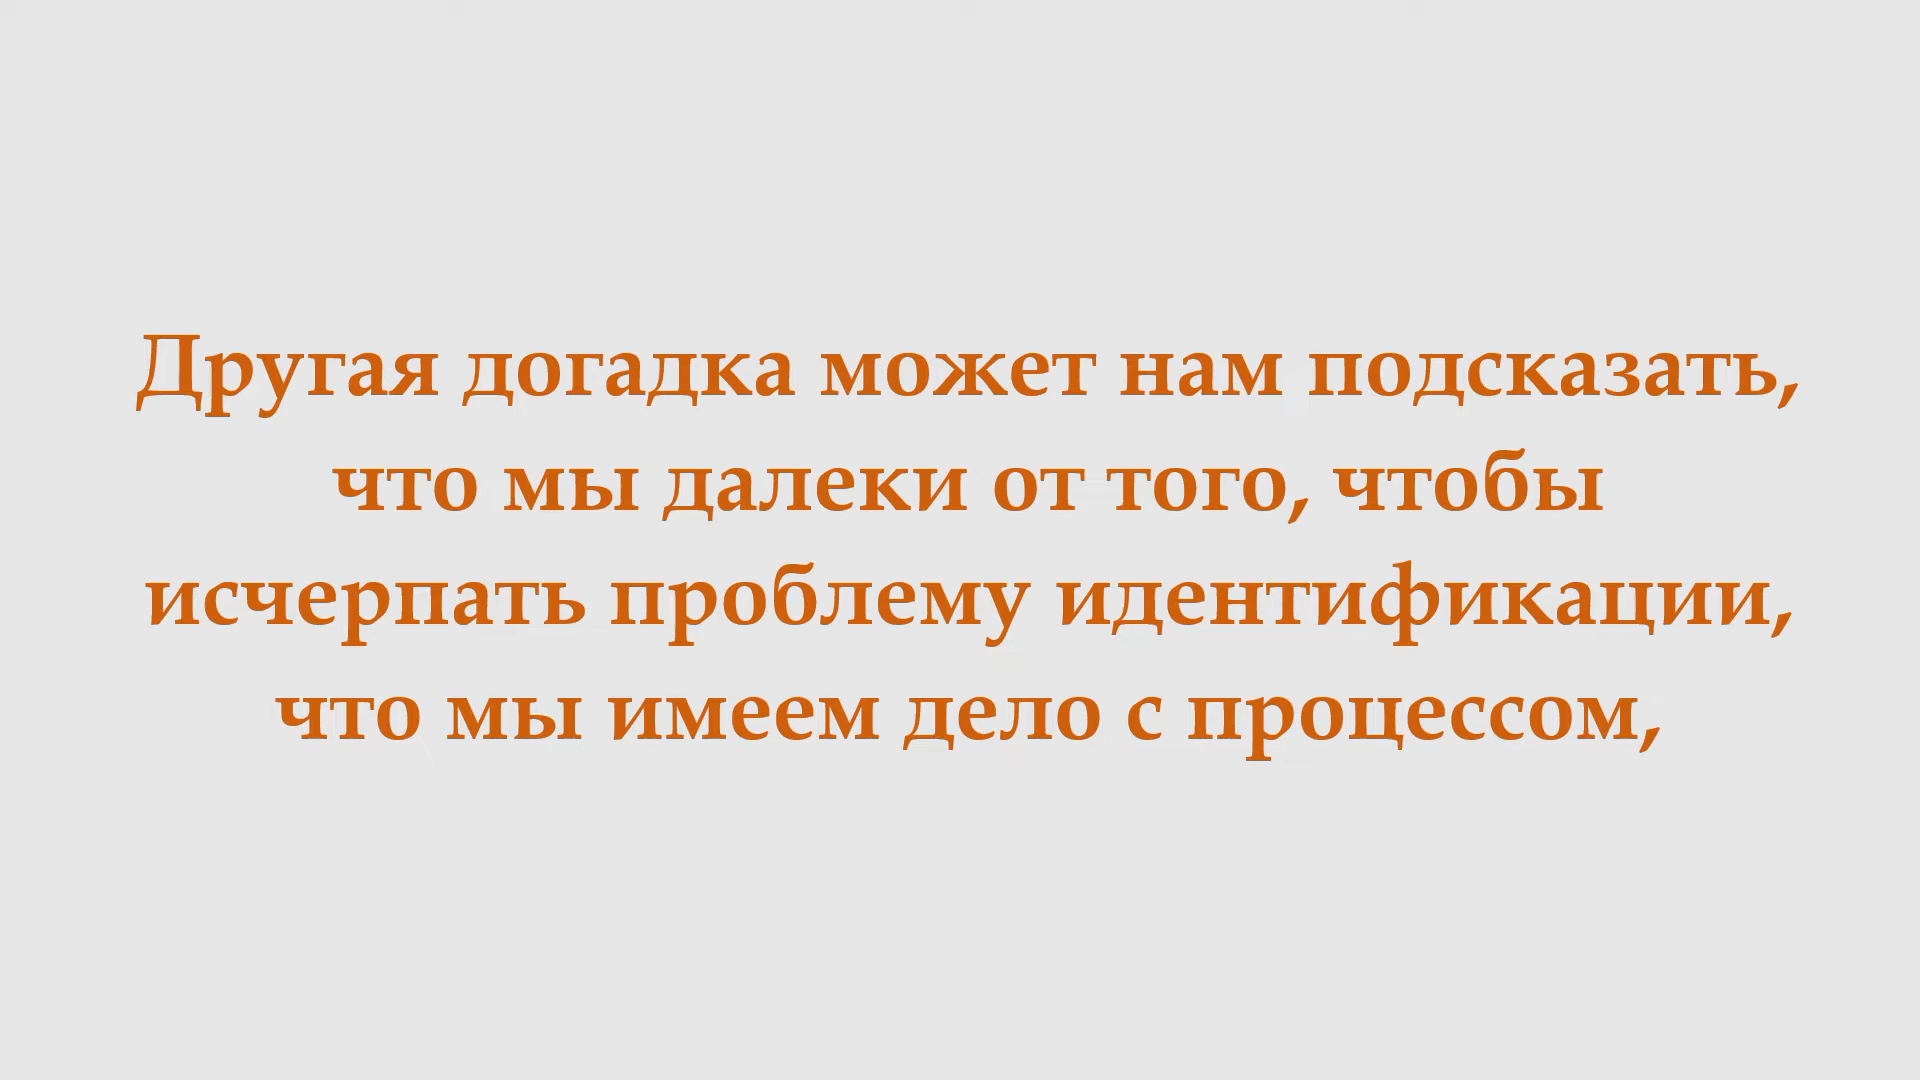 Другая догадка может нам подсказать,
что мы далеки от того, чтобы
исчерпать проблему идентификации,
что мы имеем дело с процессом,